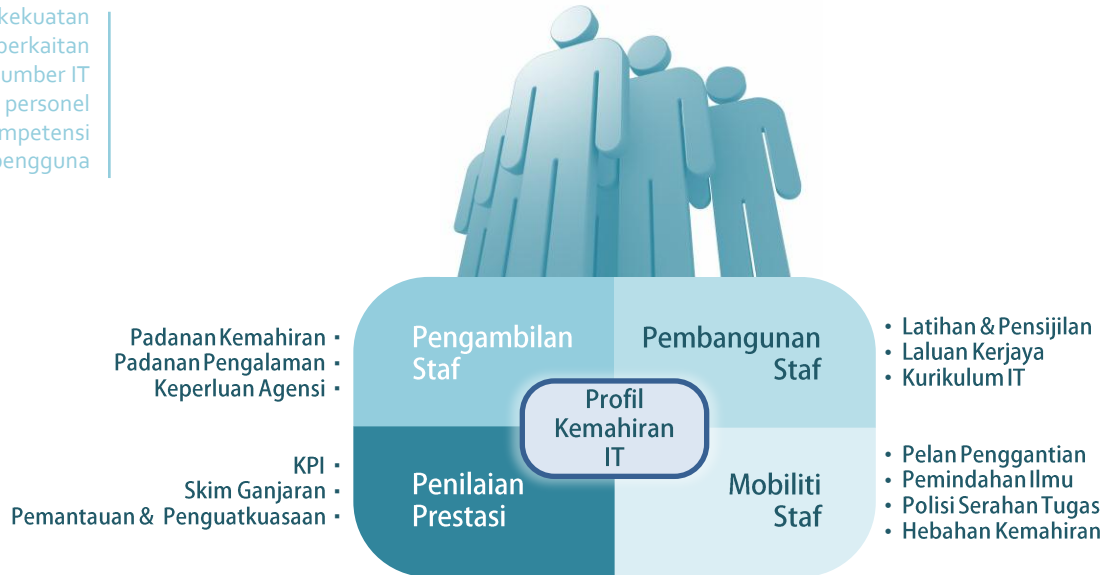 kekuatan
berkaitan
umber IT
personel
mpetensi
pengguna
Padanan Kemahiran
Padanan Pengalaman
Keperluan Agensi
Pengambilan
Staf
Pembangunan
Staf
• Latihan & Pensijilan
• Laluan Kerjaya
• Kurikulum IT
Profil
Kemahiran
IT
KPI
Skim Ganjaran
Pemantauan & Penguatkuasaan
Penilaian
Prestasi
Mobiliti
Staf
• Pelan Penggantian
• Pemindahan Ilmu
• Polisi Serahan Tugas
• Hebahan Kemahiran